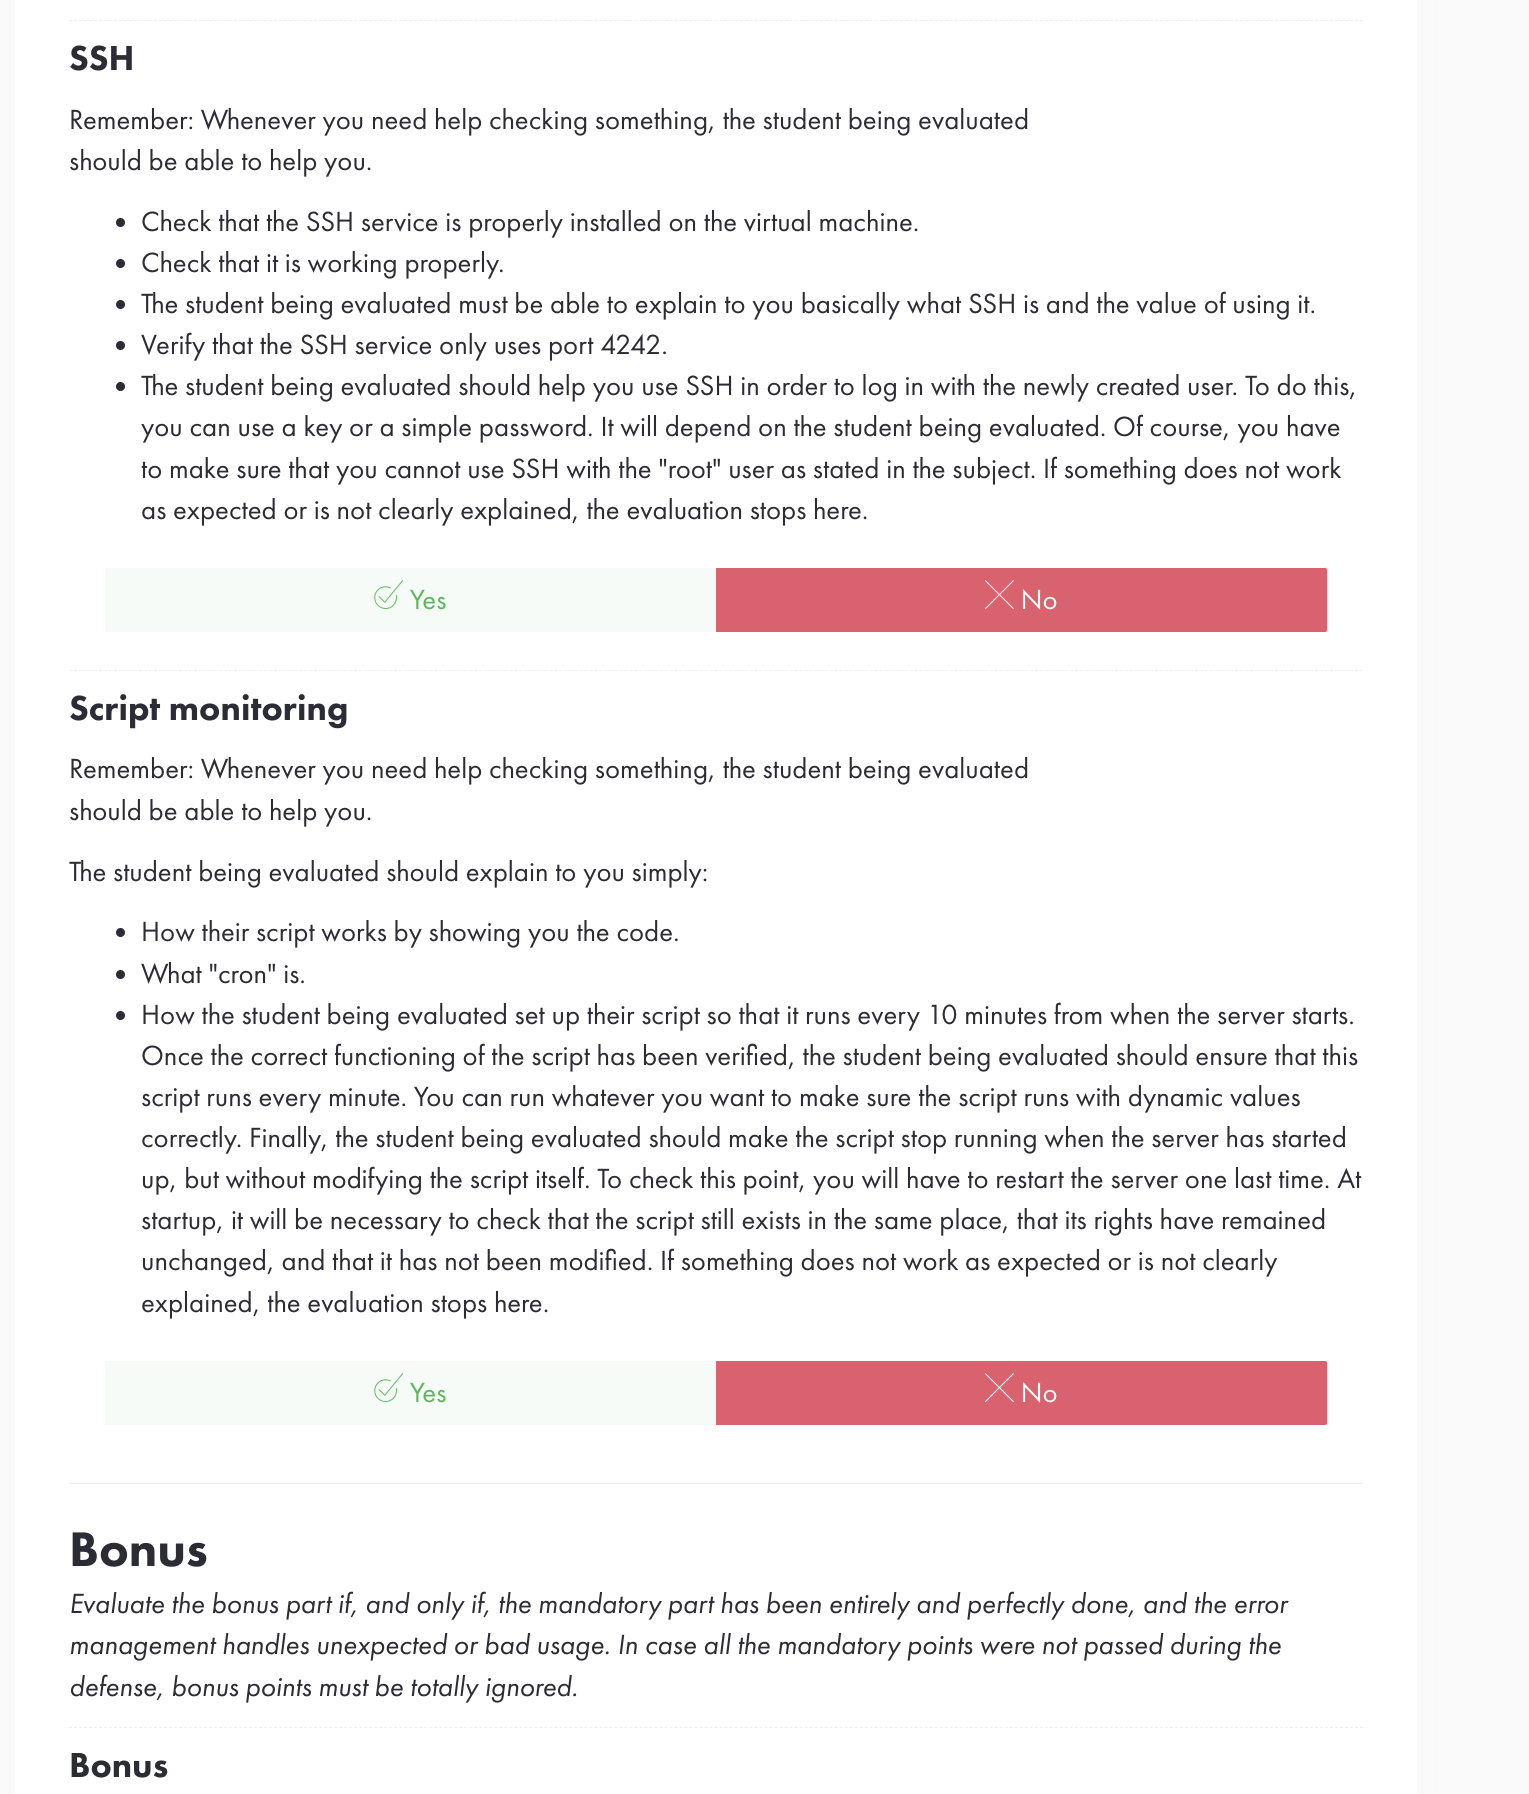 SSH
Remember: Whenever you need help checking something, the student being evaluated
should be able to help you.
Check that the SSH service is properly installed on the virtual machine.
Check that it is working properly.
The student being evaluated must be able to explain to you basically what SSH is and the value of using it.
Verify that the SSH service only uses port 4242.
The student being evaluated should help you use SSH in order to log in with the newly created user. To do this,
you can use a key or a simple password. It will depend on the student being evaluated. Of course, you have
to make sure that you cannot use SSH with the "root" user as stated in the subject. If something does not work
as expected or is not clearly explained, the evaluation stops here.
Yes
No
Script monitoring
Remember: Whenever you need help checking something, the student being evaluated
should be able to help you.
The student being evaluated should explain to you simply:
How their script works by showing you the code.
What "cron" is.
How the student being evaluated set up their script so that it runs every 10 minutes from when the server starts.
Once the correct functioning of the script has been verified, the student being evaluated should ensure that this
script runs every minute. You can run whatever you want to make sure the script runs with dynamic values
correctly. Finally, the student being evaluated should make the script stop running when the server has started
up, but without modifying the script itself. To check this point, you will have to restart the server one last time. At
startup, it will be necessary to check that the script still exists in the same place, that its rights have remained
unchanged, and that it has not been modified. If something does not work as expected or is not clearly
explained, the evaluation stops here.
Yes
No
Bonus
Evaluate the bonus part if, and only if, the mandatory part has been entirely and perfectly done, and the error
management handles unexpected or bad usage. In case all the mandatory points were not passed during the
defense, bonus points must be totally ignored.
Bonus